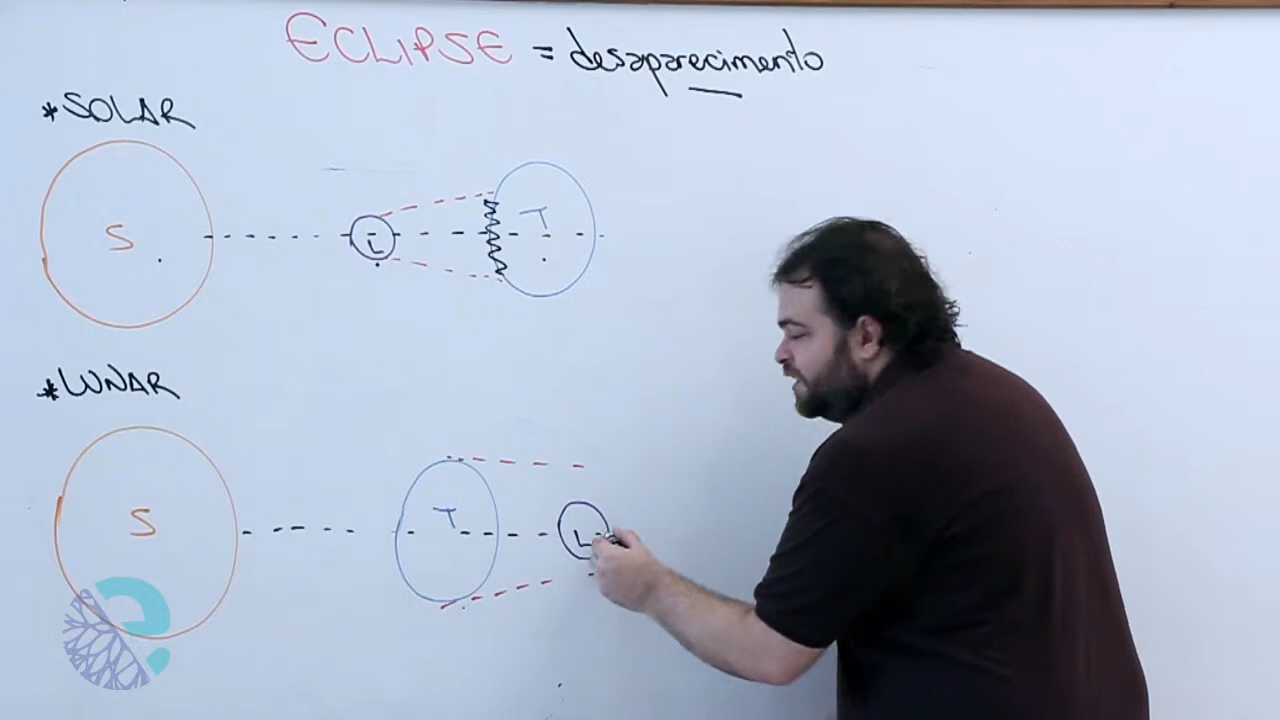 ECLIPSE = desaparecimento
*SOLAR
S
L
T
*LUNAR
S
T
L